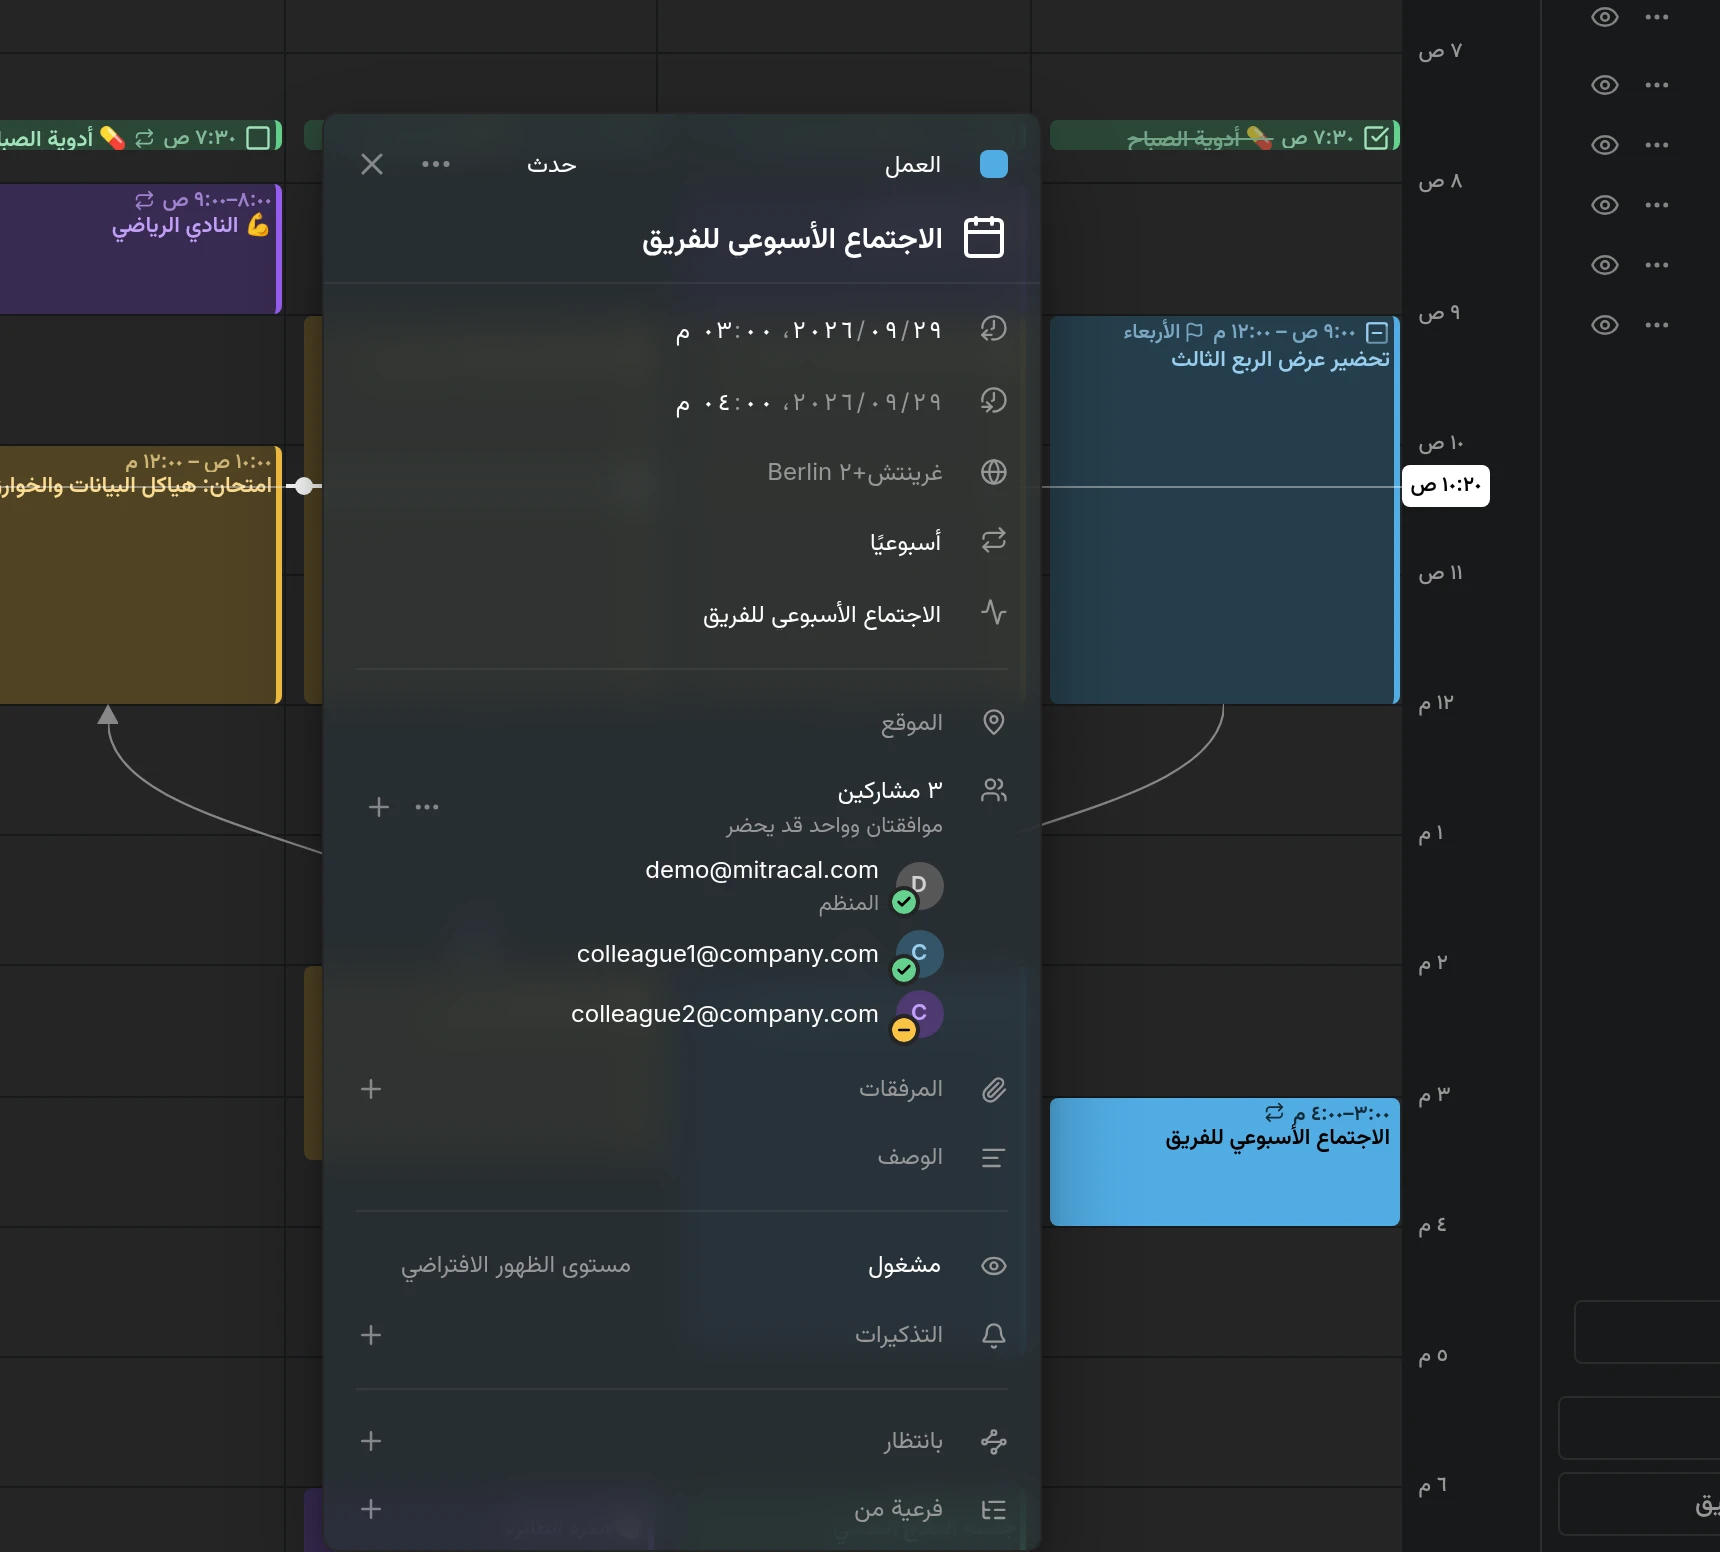 ٧ ص
٨ ص
٩ ص
١٠ ص
١٠:٢٠ ص
١١ ص
١٢ م
١ م
٢ م
٣ م
٤ م
٥ م
٦ م
٧:٣٠ ص 💊 أدوية الصباح
٩:٠٠ ص – ١٢:٠٠ م الأربعاء
تحضير عرض الربع الثالث
٣:٠٠–٤:٠٠ م
الاجتماع الأسبوعي للفريق
العمل
حدث
الاجتماع الأسبوعي للفريق
٢٠٢٦/٠٩/٢٩، ٠٣:٠٠ م
٢٠٢٦/٠٩/٢٩، ٠٤:٠٠ م
غرينتش+٢ Berlin
أسبوعيًا
الاجتماع الأسبوعي للفريق
الموقع
٣ مشاركين
موافقتان وواحد قد يحضر
D
demo@mitracal.com
المنظم
C
colleague1@company.com
C
colleague2@company.com
المرفقات
الوصف
مشغول
مستوى الظهور الافتراضي
التذكيرات
بانتظار
فرعية من
٧:٣٠ ص 💊 أدوية
٨:٠٠–٩:٠٠ ص
💪 النادي الرياضي
١٠:٠٠ ص – ١٢:٠٠ م
امتحان: هياكل البيانات